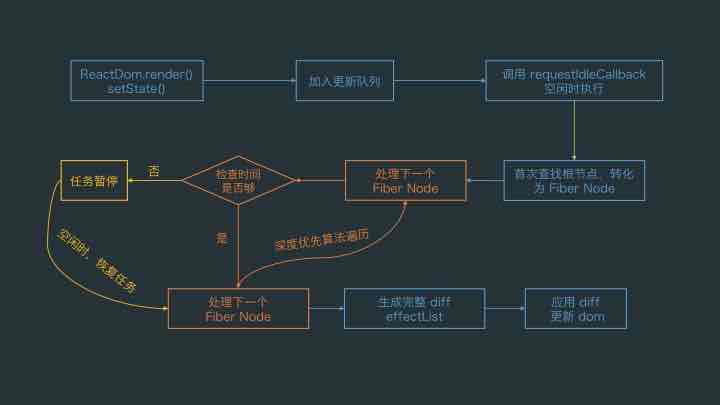 ReactDom.render()
setState()
加入更新队列
调用 requestIdleCallback
空闲时执行
首次查找根节点、转化
为 Fiber Node
处理下一个
Fiber Node
检查时间
是否够
否
任务暂停
空闲时，恢复任务
是
深度优先算法遍历
处理下一个
Fiber Node
生成完整 diff
effectList
应用 diff
更新 dom